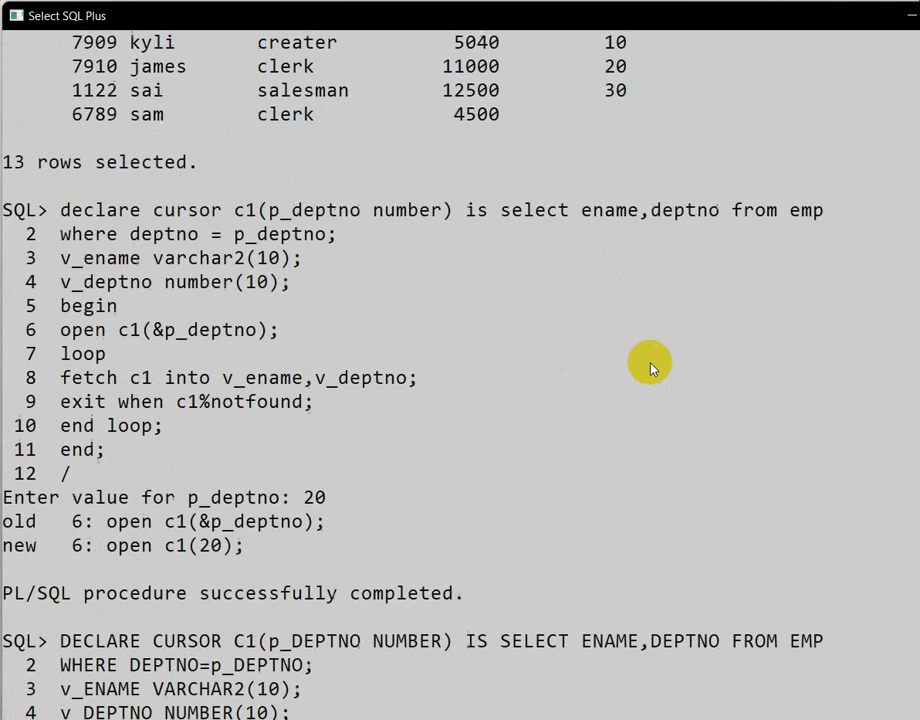 Select SQL Plus
7909 kyli creater 5040 10
7910 james clerk 11000 20
1122 sai salesman 12500 30
6789 sam clerk 4500
13 rows selected.
SQL> declare cursor c1(p_deptno number) is select ename,deptno from emp
2 where deptno = p_deptno;
3 v_ename varchar2(10);
4 v_deptno number(10);
5 begin
6 open c1(&p_deptno);
7 loop
8 fetch c1 into v_ename,v_deptno;
9 exit when c1%notfound;
10 end loop;
11 end;
12 /
Enter value for p_deptno: 20
old 6: open c1(&p_deptno);
new 6: open c1(20);
PL/SQL procedure successfully completed.
SQL> DECLARE CURSOR C1(p_DEPTNO NUMBER) IS SELECT ENAME,DEPTNO FROM EMP
2 WHERE DEPTNO=p_DEPTNO;
3 v_ENAME VARCHAR2(10);
4 v_DEPTNO NUMBER(10);